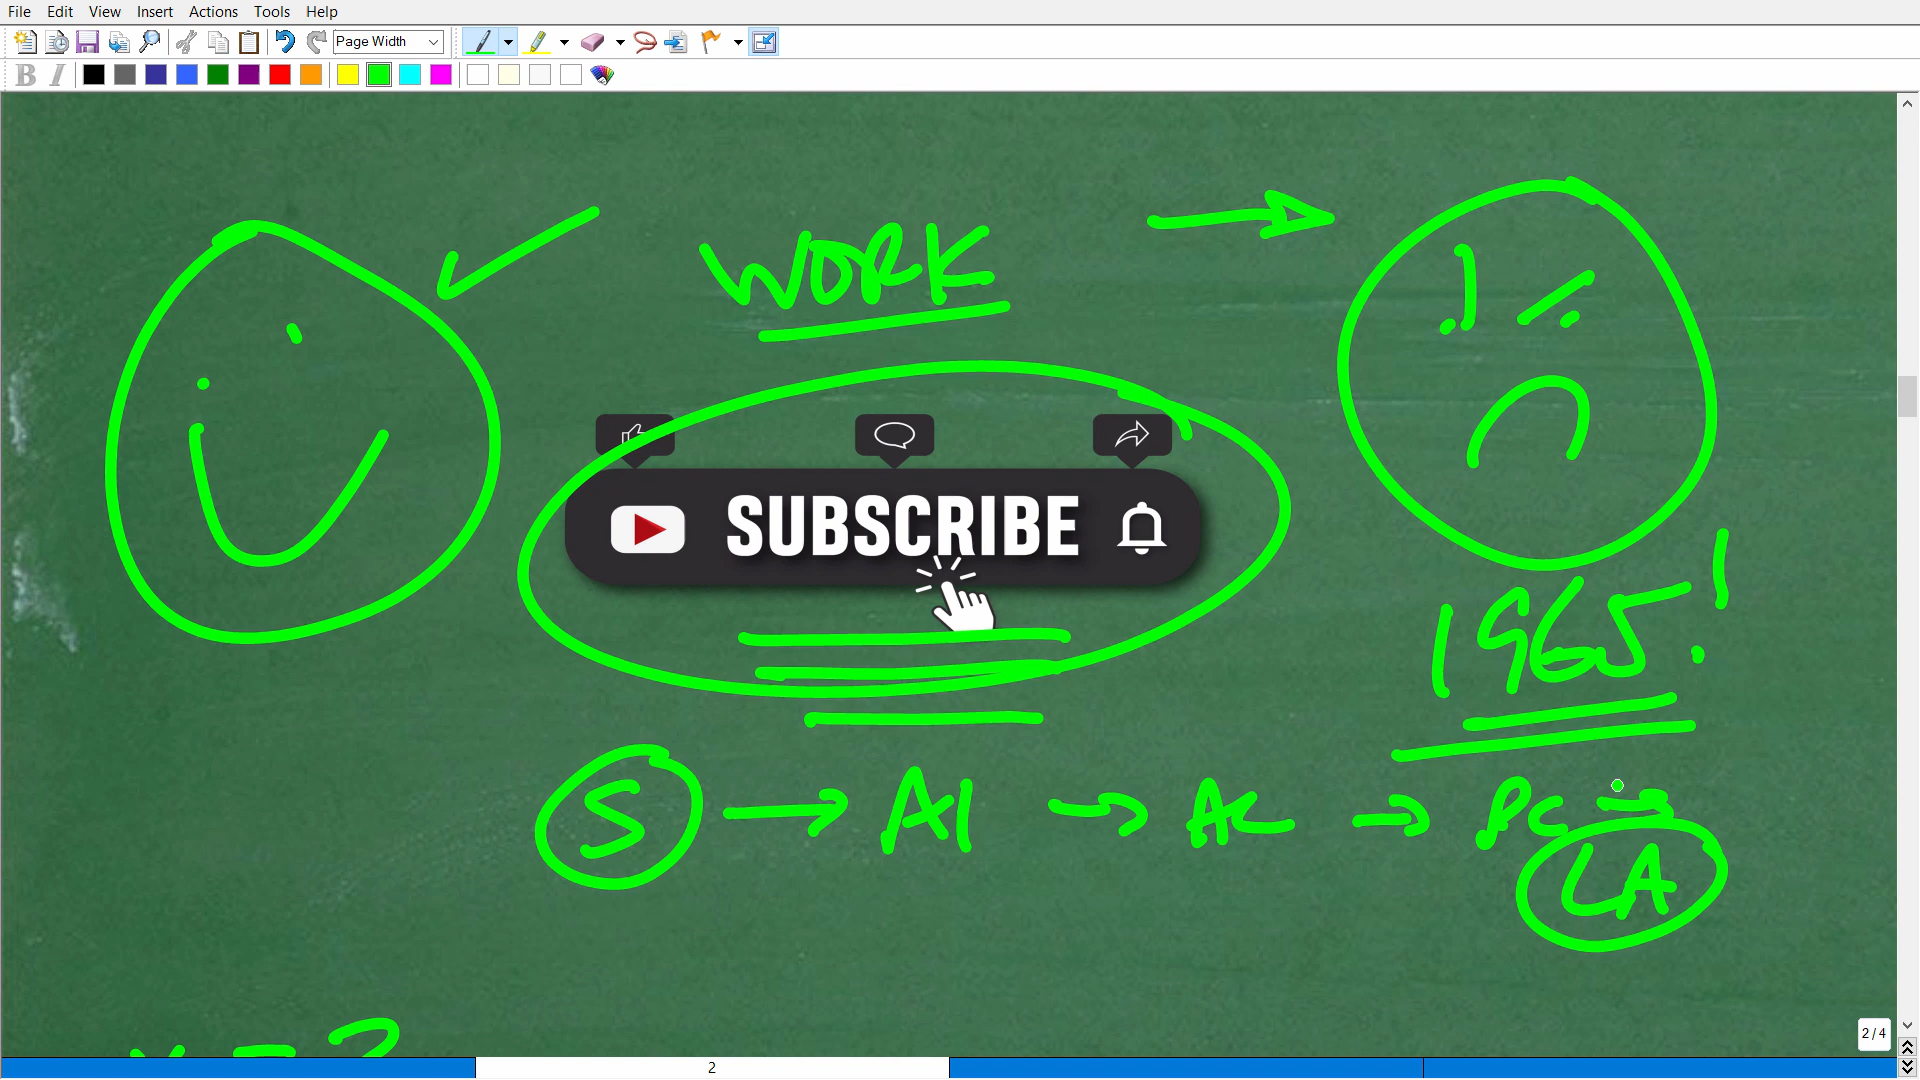 File Edit View Insert Actions Tools Help
Page Width
B I
WORK
SUBSCRIBE
1965!
S → A1 → AC → PC →
LA
2 / 4
2